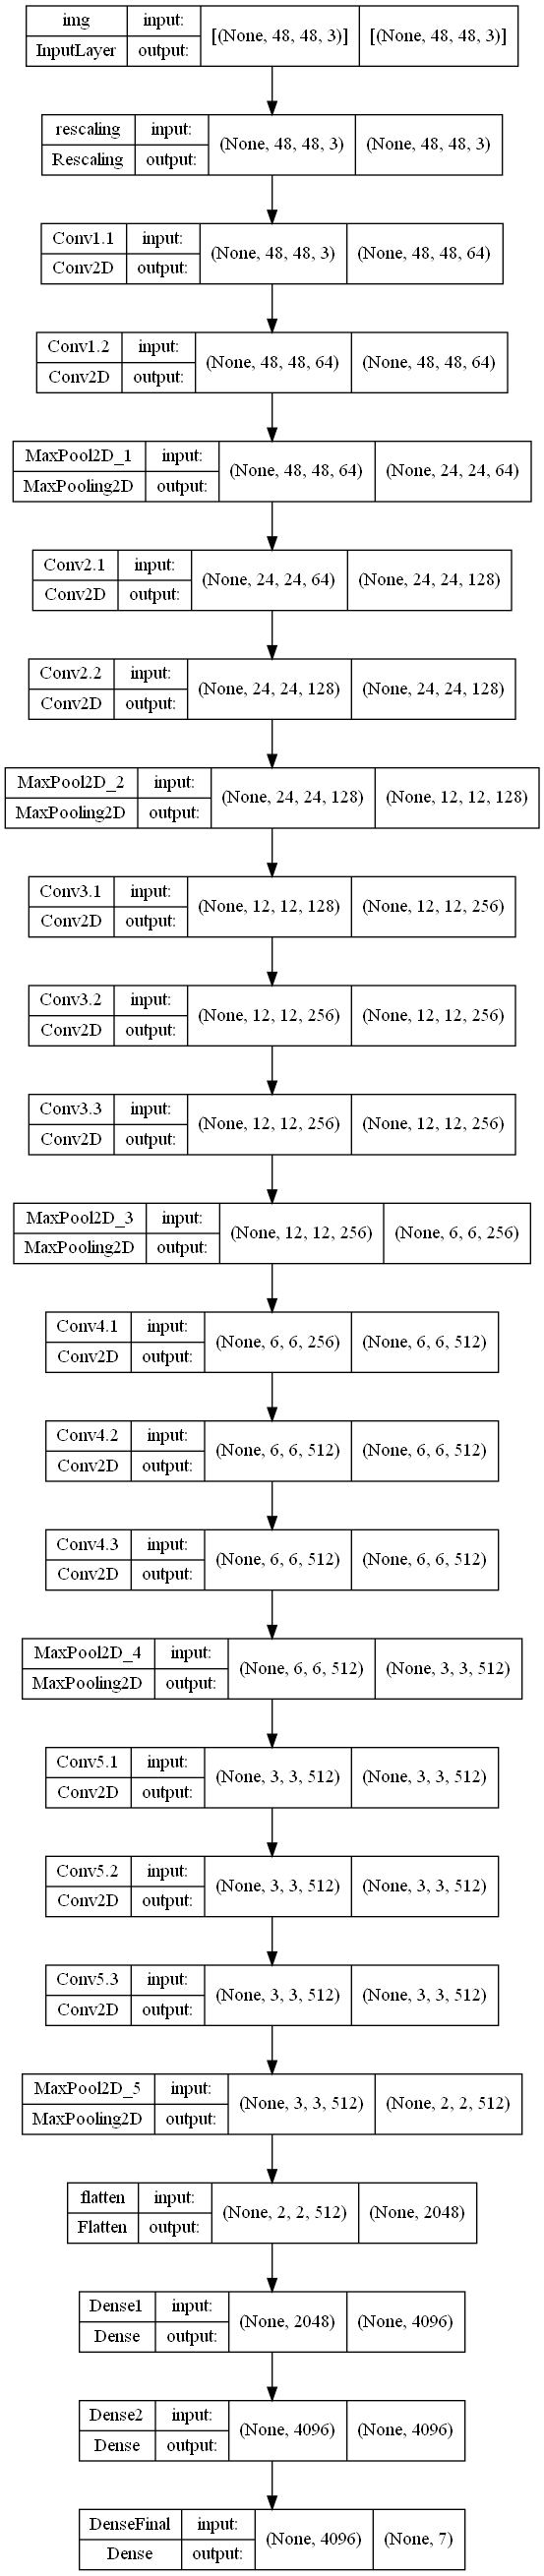 img input: [(None, 48, 48, 3)] [(None, 48, 48, 3)]
InputLayer output:
rescaling input: (None, 48, 48, 3) (None, 48, 48, 3)
Rescaling output:
Conv1.1 input: (None, 48, 48, 3) (None, 48, 48, 64)
Conv2D output:
Conv1.2 input: (None, 48, 48, 64) (None, 48, 48, 64)
Conv2D output:
MaxPool2D_1 input: (None, 48, 48, 64) (None, 24, 24, 64)
MaxPooling2D output:
Conv2.1 input: (None, 24, 24, 64) (None, 24, 24, 128)
Conv2D output:
Conv2.2 input: (None, 24, 24, 128) (None, 24, 24, 128)
Conv2D output:
MaxPool2D_2 input: (None, 24, 24, 128) (None, 12, 12, 128)
MaxPooling2D output:
Conv3.1 input: (None, 12, 12, 128) (None, 12, 12, 256)
Conv2D output:
Conv3.2 input: (None, 12, 12, 256) (None, 12, 12, 256)
Conv2D output:
Conv3.3 input: (None, 12, 12, 256) (None, 12, 12, 256)
Conv2D output:
MaxPool2D_3 input: (None, 12, 12, 256) (None, 6, 6, 256)
MaxPooling2D output:
Conv4.1 input: (None, 6, 6, 256) (None, 6, 6, 512)
Conv2D output:
Conv4.2 input: (None, 6, 6, 512) (None, 6, 6, 512)
Conv2D output:
Conv4.3 input: (None, 6, 6, 512) (None, 6, 6, 512)
Conv2D output:
MaxPool2D_4 input: (None, 6, 6, 512) (None, 3, 3, 512)
MaxPooling2D output:
Conv5.1 input: (None, 3, 3, 512) (None, 3, 3, 512)
Conv2D output:
Conv5.2 input: (None, 3, 3, 512) (None, 3, 3, 512)
Conv2D output:
Conv5.3 input: (None, 3, 3, 512) (None, 3, 3, 512)
Conv2D output:
MaxPool2D_5 input: (None, 3, 3, 512) (None, 2, 2, 512)
MaxPooling2D output:
flatten input: (None, 2, 2, 512) (None, 2048)
Flatten output:
Dense1 input: (None, 2048) (None, 4096)
Dense output:
Dense2 input: (None, 4096) (None, 4096)
Dense output:
DenseFinal input: (None, 4096) (None, 7)
Dense output: